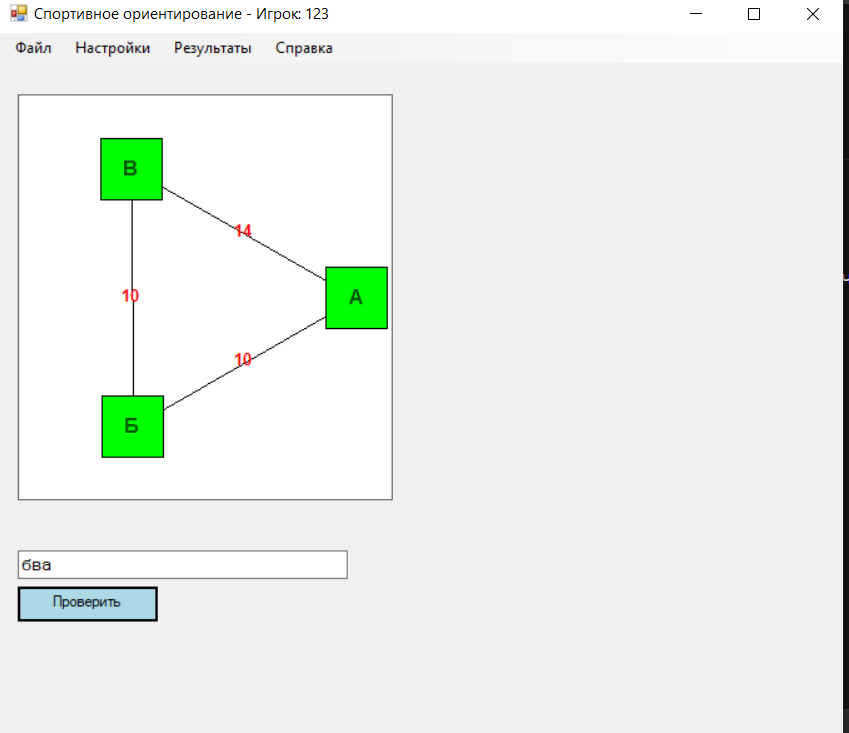 Спортивное ориентирование - Игрок: 123
Файл Настройки Результаты Справка
В
14
10
А
10
Б
бва
Проверить